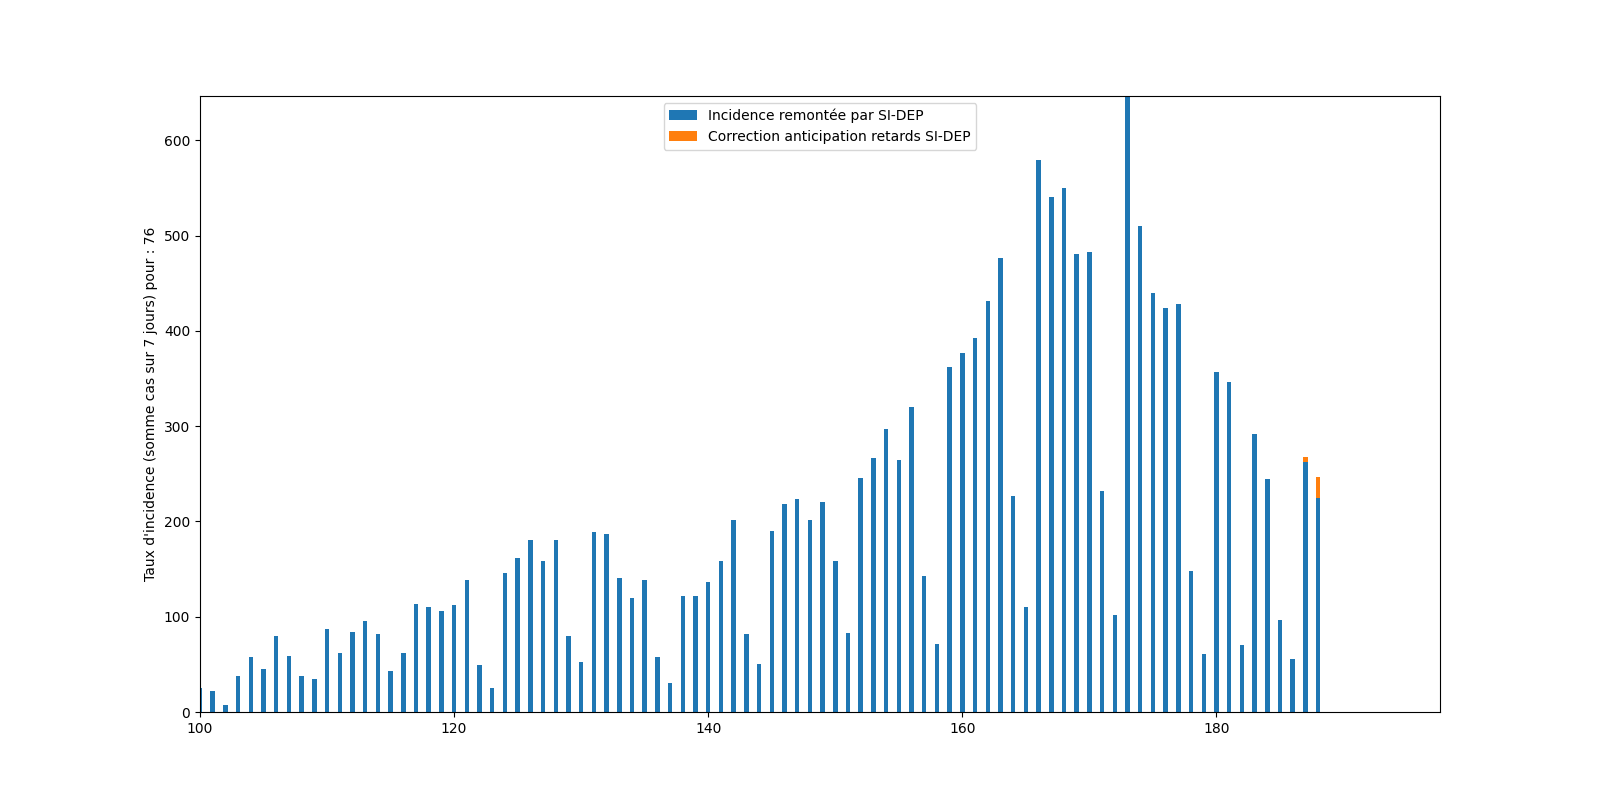 Incidence remontée par SI-DEP
Correction anticipation retards SI-DEP
Taux d'incidence (somme cas sur 7 jours) pour : 76
600
500
400
300
200
100
0
100 120 140 160 180